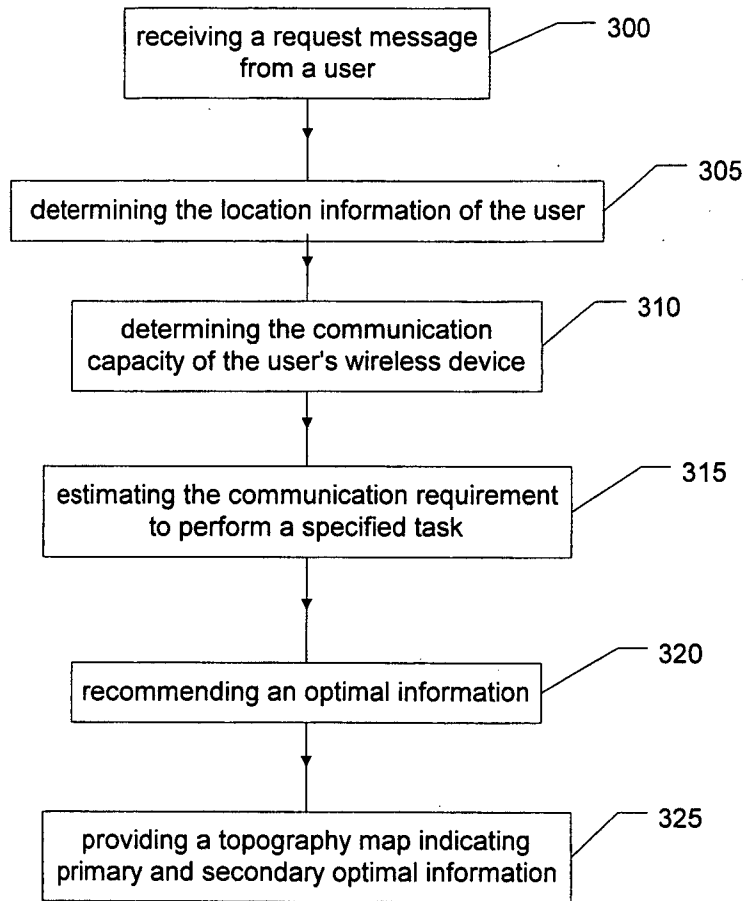 receiving a request message
from a user
300
determining the location information of the user
305
determining the communication
capacity of the user's wireless device
310
estimating the communication requirement
to perform a specified task
315
recommending an optimal information
320
providing a topography map indicating
primary and secondary optimal information
325